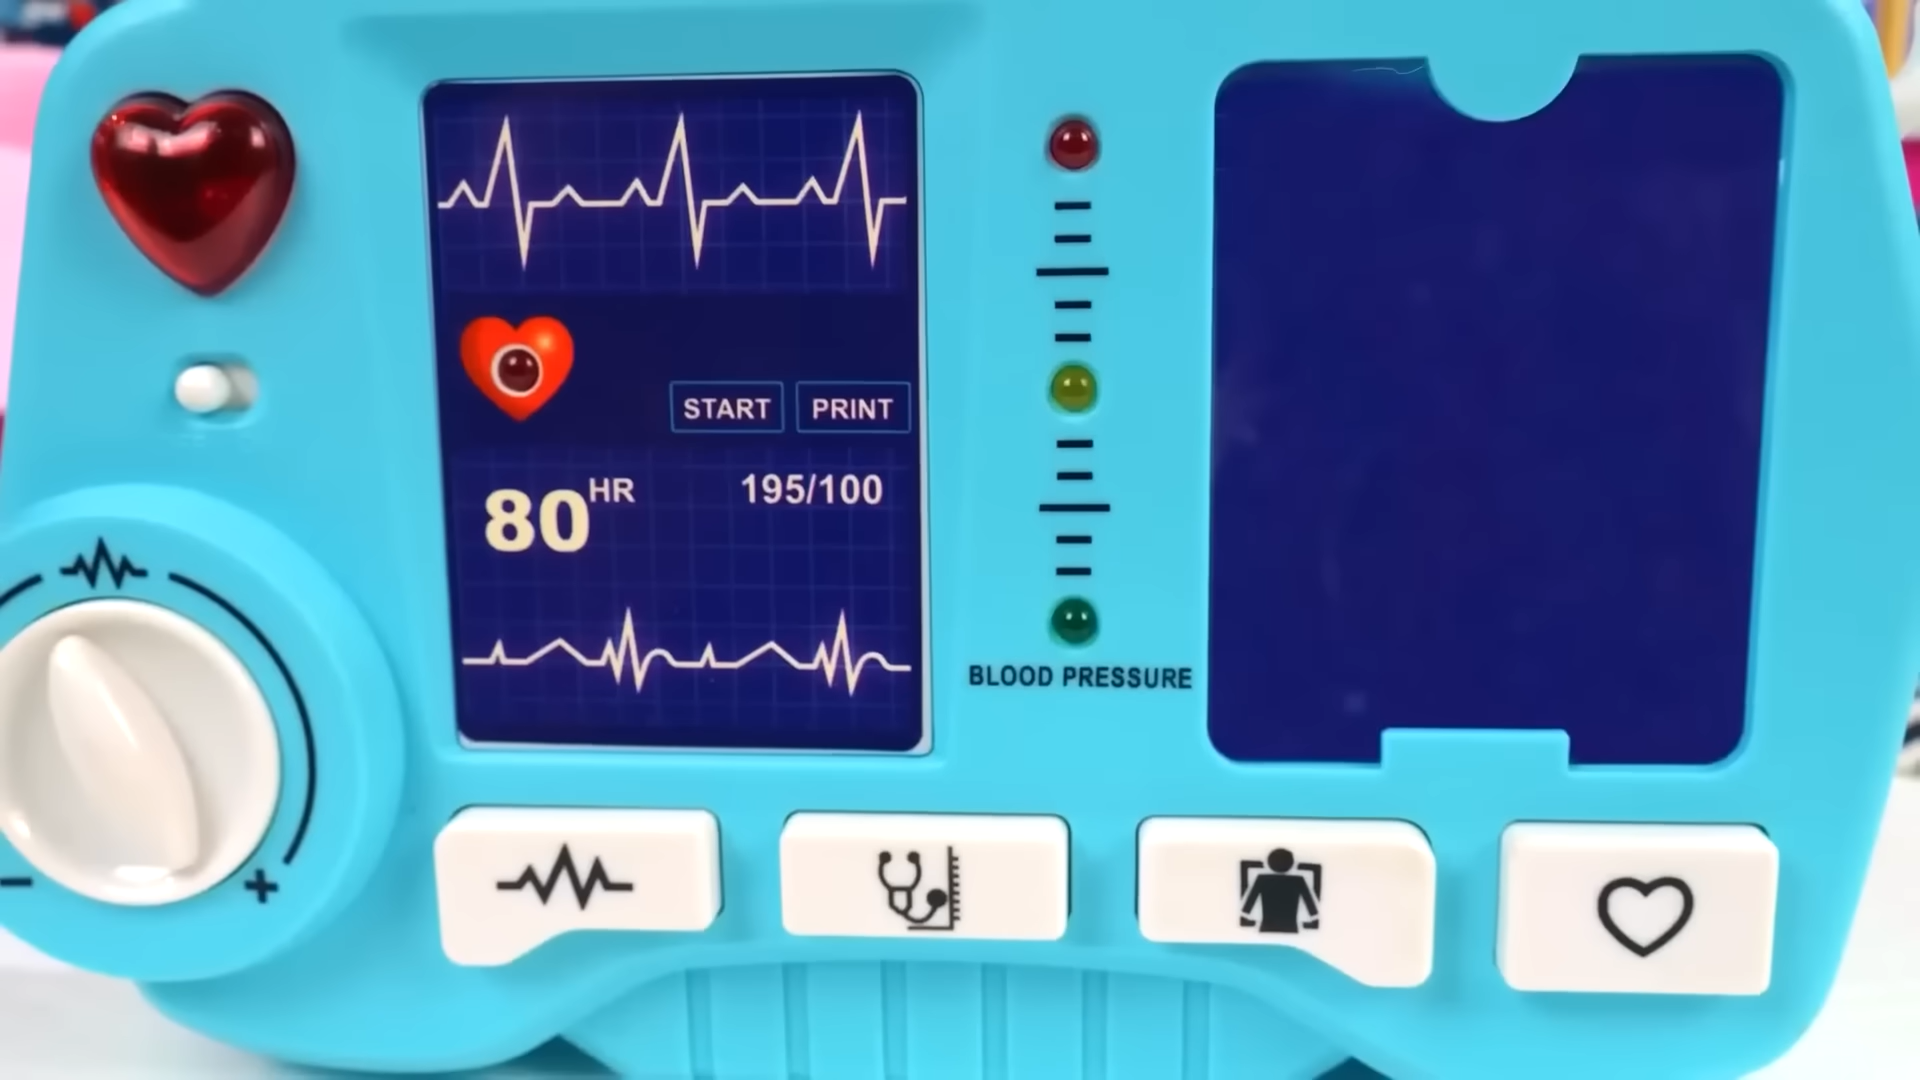 START PRINT
80 HR 195/100
BLOOD PRESSURE
- +